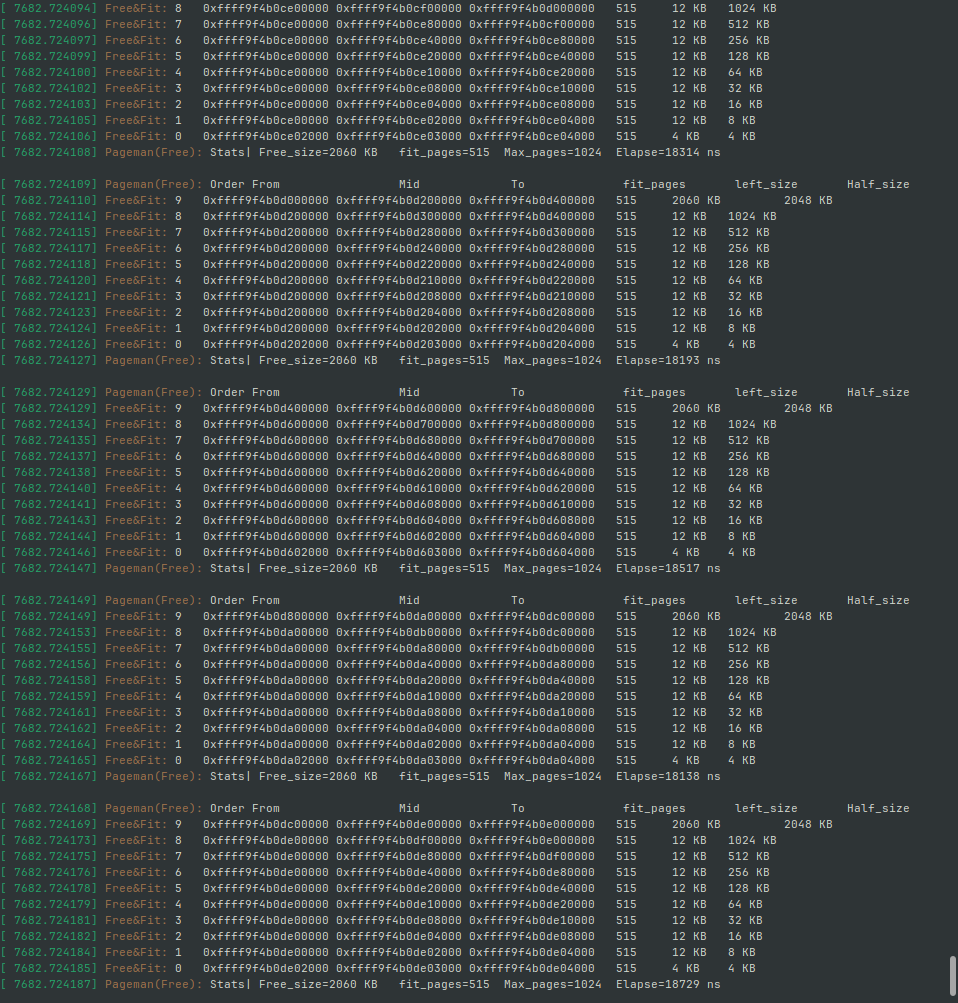 [ 7682.724094] Free&Fit: 8 0xffff9f4b0ce00000 0xffff9f4b0cf00000 0xffff9f4b0d000000 515 12 KB 1024 KB
[ 7682.724096] Free&Fit: 7 0xffff9f4b0ce00000 0xffff9f4b0ce80000 0xffff9f4b0cf00000 515 12 KB 512 KB
[ 7682.724097] Free&Fit: 6 0xffff9f4b0ce00000 0xffff9f4b0ce40000 0xffff9f4b0ce80000 515 12 KB 256 KB
[ 7682.724099] Free&Fit: 5 0xffff9f4b0ce00000 0xffff9f4b0ce20000 0xffff9f4b0ce40000 515 12 KB 128 KB
[ 7682.724100] Free&Fit: 4 0xffff9f4b0ce00000 0xffff9f4b0ce10000 0xffff9f4b0ce20000 515 12 KB 64 KB
[ 7682.724102] Free&Fit: 3 0xffff9f4b0ce00000 0xffff9f4b0ce08000 0xffff9f4b0ce10000 515 12 KB 32 KB
[ 7682.724103] Free&Fit: 2 0xffff9f4b0ce00000 0xffff9f4b0ce04000 0xffff9f4b0ce08000 515 12 KB 16 KB
[ 7682.724105] Free&Fit: 1 0xffff9f4b0ce00000 0xffff9f4b0ce02000 0xffff9f4b0ce04000 515 12 KB 8 KB
[ 7682.724106] Free&Fit: 0 0xffff9f4b0ce02000 0xffff9f4b0ce03000 0xffff9f4b0ce04000 515 4 KB 4 KB
[ 7682.724108] Pageman(Free): Stats| Free_size=2060 KB fit_pages=515 Max_pages=1024 Elapse=18314 ns
[ 7682.724109] Pageman(Free): Order From Mid To fit_pages left_size Half_size
[ 7682.724110] Free&Fit: 9 0xffff9f4b0d000000 0xffff9f4b0d200000 0xffff9f4b0d400000 515 2060 KB 2048 KB
[ 7682.724114] Free&Fit: 8 0xffff9f4b0d200000 0xffff9f4b0d300000 0xffff9f4b0d400000 515 12 KB 1024 KB
[ 7682.724115] Free&Fit: 7 0xffff9f4b0d200000 0xffff9f4b0d280000 0xffff9f4b0d300000 515 12 KB 512 KB
[ 7682.724117] Free&Fit: 6 0xffff9f4b0d200000 0xffff9f4b0d240000 0xffff9f4b0d280000 515 12 KB 256 KB
[ 7682.724118] Free&Fit: 5 0xffff9f4b0d200000 0xffff9f4b0d220000 0xffff9f4b0d240000 515 12 KB 128 KB
[ 7682.724120] Free&Fit: 4 0xffff9f4b0d200000 0xffff9f4b0d210000 0xffff9f4b0d220000 515 12 KB 64 KB
[ 7682.724121] Free&Fit: 3 0xffff9f4b0d200000 0xffff9f4b0d208000 0xffff9f4b0d210000 515 12 KB 32 KB
[ 7682.724123] Free&Fit: 2 0xffff9f4b0d200000 0xffff9f4b0d204000 0xffff9f4b0d208000 515 12 KB 16 KB
[ 7682.724124] Free&Fit: 1 0xffff9f4b0d200000 0xffff9f4b0d202000 0xffff9f4b0d204000 515 12 KB 8 KB
[ 7682.724126] Free&Fit: 0 0xffff9f4b0d202000 0xffff9f4b0d203000 0xffff9f4b0d204000 515 4 KB 4 KB
[ 7682.724127] Pageman(Free): Stats| Free_size=2060 KB fit_pages=515 Max_pages=1024 Elapse=18193 ns
[ 7682.724129] Pageman(Free): Order From Mid To fit_pages left_size Half_size
[ 7682.724129] Free&Fit: 9 0xffff9f4b0d400000 0xffff9f4b0d600000 0xffff9f4b0d800000 515 2060 KB 2048 KB
[ 7682.724134] Free&Fit: 8 0xffff9f4b0d600000 0xffff9f4b0d700000 0xffff9f4b0d800000 515 12 KB 1024 KB
[ 7682.724135] Free&Fit: 7 0xffff9f4b0d600000 0xffff9f4b0d680000 0xffff9f4b0d700000 515 12 KB 512 KB
[ 7682.724137] Free&Fit: 6 0xffff9f4b0d600000 0xffff9f4b0d640000 0xffff9f4b0d680000 515 12 KB 256 KB
[ 7682.724138] Free&Fit: 5 0xffff9f4b0d600000 0xffff9f4b0d620000 0xffff9f4b0d640000 515 12 KB 128 KB
[ 7682.724140] Free&Fit: 4 0xffff9f4b0d600000 0xffff9f4b0d610000 0xffff9f4b0d620000 515 12 KB 64 KB
[ 7682.724141] Free&Fit: 3 0xffff9f4b0d600000 0xffff9f4b0d608000 0xffff9f4b0d610000 515 12 KB 32 KB
[ 7682.724143] Free&Fit: 2 0xffff9f4b0d600000 0xffff9f4b0d604000 0xffff9f4b0d608000 515 12 KB 16 KB
[ 7682.724144] Free&Fit: 1 0xffff9f4b0d600000 0xffff9f4b0d602000 0xffff9f4b0d604000 515 12 KB 8 KB
[ 7682.724146] Free&Fit: 0 0xffff9f4b0d602000 0xffff9f4b0d603000 0xffff9f4b0d604000 515 4 KB 4 KB
[ 7682.724147] Pageman(Free): Stats| Free_size=2060 KB fit_pages=515 Max_pages=1024 Elapse=18517 ns
[ 7682.724149] Pageman(Free): Order From Mid To fit_pages left_size Half_size
[ 7682.724149] Free&Fit: 9 0xffff9f4b0d800000 0xffff9f4b0da00000 0xffff9f4b0dc00000 515 2060 KB 2048 KB
[ 7682.724153] Free&Fit: 8 0xffff9f4b0da00000 0xffff9f4b0db00000 0xffff9f4b0dc00000 515 12 KB 1024 KB
[ 7682.724155] Free&Fit: 7 0xffff9f4b0da00000 0xffff9f4b0da80000 0xffff9f4b0db00000 515 12 KB 512 KB
[ 7682.724156] Free&Fit: 6 0xffff9f4b0da00000 0xffff9f4b0da40000 0xffff9f4b0da80000 515 12 KB 256 KB
[ 7682.724158] Free&Fit: 5 0xffff9f4b0da00000 0xffff9f4b0da20000 0xffff9f4b0da40000 515 12 KB 128 KB
[ 7682.724159] Free&Fit: 4 0xffff9f4b0da00000 0xffff9f4b0da10000 0xffff9f4b0da20000 515 12 KB 64 KB
[ 7682.724161] Free&Fit: 3 0xffff9f4b0da00000 0xffff9f4b0da08000 0xffff9f4b0da10000 515 12 KB 32 KB
[ 7682.724162] Free&Fit: 2 0xffff9f4b0da00000 0xffff9f4b0da04000 0xffff9f4b0da08000 515 12 KB 16 KB
[ 7682.724164] Free&Fit: 1 0xffff9f4b0da00000 0xffff9f4b0da02000 0xffff9f4b0da04000 515 12 KB 8 KB
[ 7682.724165] Free&Fit: 0 0xffff9f4b0da02000 0xffff9f4b0da03000 0xffff9f4b0da04000 515 4 KB 4 KB
[ 7682.724167] Pageman(Free): Stats| Free_size=2060 KB fit_pages=515 Max_pages=1024 Elapse=18138 ns
[ 7682.724168] Pageman(Free): Order From Mid To fit_pages left_size Half_size
[ 7682.724169] Free&Fit: 9 0xffff9f4b0dc00000 0xffff9f4b0de00000 0xffff9f4b0e000000 515 2060 KB 2048 KB
[ 7682.724173] Free&Fit: 8 0xffff9f4b0de00000 0xffff9f4b0df00000 0xffff9f4b0e000000 515 12 KB 1024 KB
[ 7682.724175] Free&Fit: 7 0xffff9f4b0de00000 0xffff9f4b0de80000 0xffff9f4b0df00000 515 12 KB 512 KB
[ 7682.724176] Free&Fit: 6 0xffff9f4b0de00000 0xffff9f4b0de40000 0xffff9f4b0de80000 515 12 KB 256 KB
[ 7682.724178] Free&Fit: 5 0xffff9f4b0de00000 0xffff9f4b0de20000 0xffff9f4b0de40000 515 12 KB 128 KB
[ 7682.724179] Free&Fit: 4 0xffff9f4b0de00000 0xffff9f4b0de10000 0xffff9f4b0de20000 515 12 KB 64 KB
[ 7682.724181] Free&Fit: 3 0xffff9f4b0de00000 0xffff9f4b0de08000 0xffff9f4b0de10000 515 12 KB 32 KB
[ 7682.724182] Free&Fit: 2 0xffff9f4b0de00000 0xffff9f4b0de04000 0xffff9f4b0de08000 515 12 KB 16 KB
[ 7682.724184] Free&Fit: 1 0xffff9f4b0de00000 0xffff9f4b0de02000 0xffff9f4b0de04000 515 12 KB 8 KB
[ 7682.724185] Free&Fit: 0 0xffff9f4b0de02000 0xffff9f4b0de03000 0xffff9f4b0de04000 515 4 KB 4 KB
[ 7682.724187] Pageman(Free): Stats| Free_size=2060 KB fit_pages=515 Max_pages=1024 Elapse=18729 ns